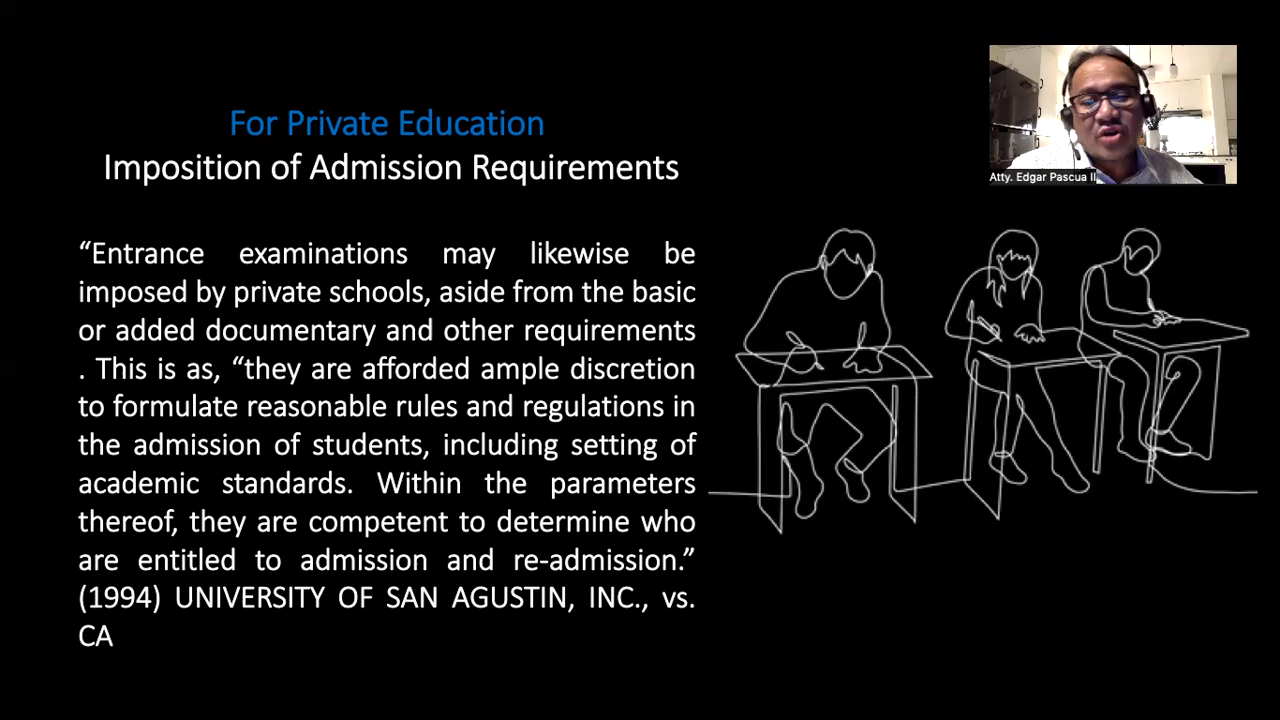 For Private Education
Imposition of Admission Requirements
“Entrance examinations may likewise be
imposed by private schools, aside from the basic
or added documentary and other requirements
. This is as, “they are afforded ample discretion
to formulate reasonable rules and regulations in
the admission of students, including setting of
academic standards. Within the parameters
thereof, they are competent to determine who
are entitled to admission and re-admission.”
(1994) UNIVERSITY OF SAN AGUSTIN, INC., vs.
CA
Atty. Edgar Pascua II